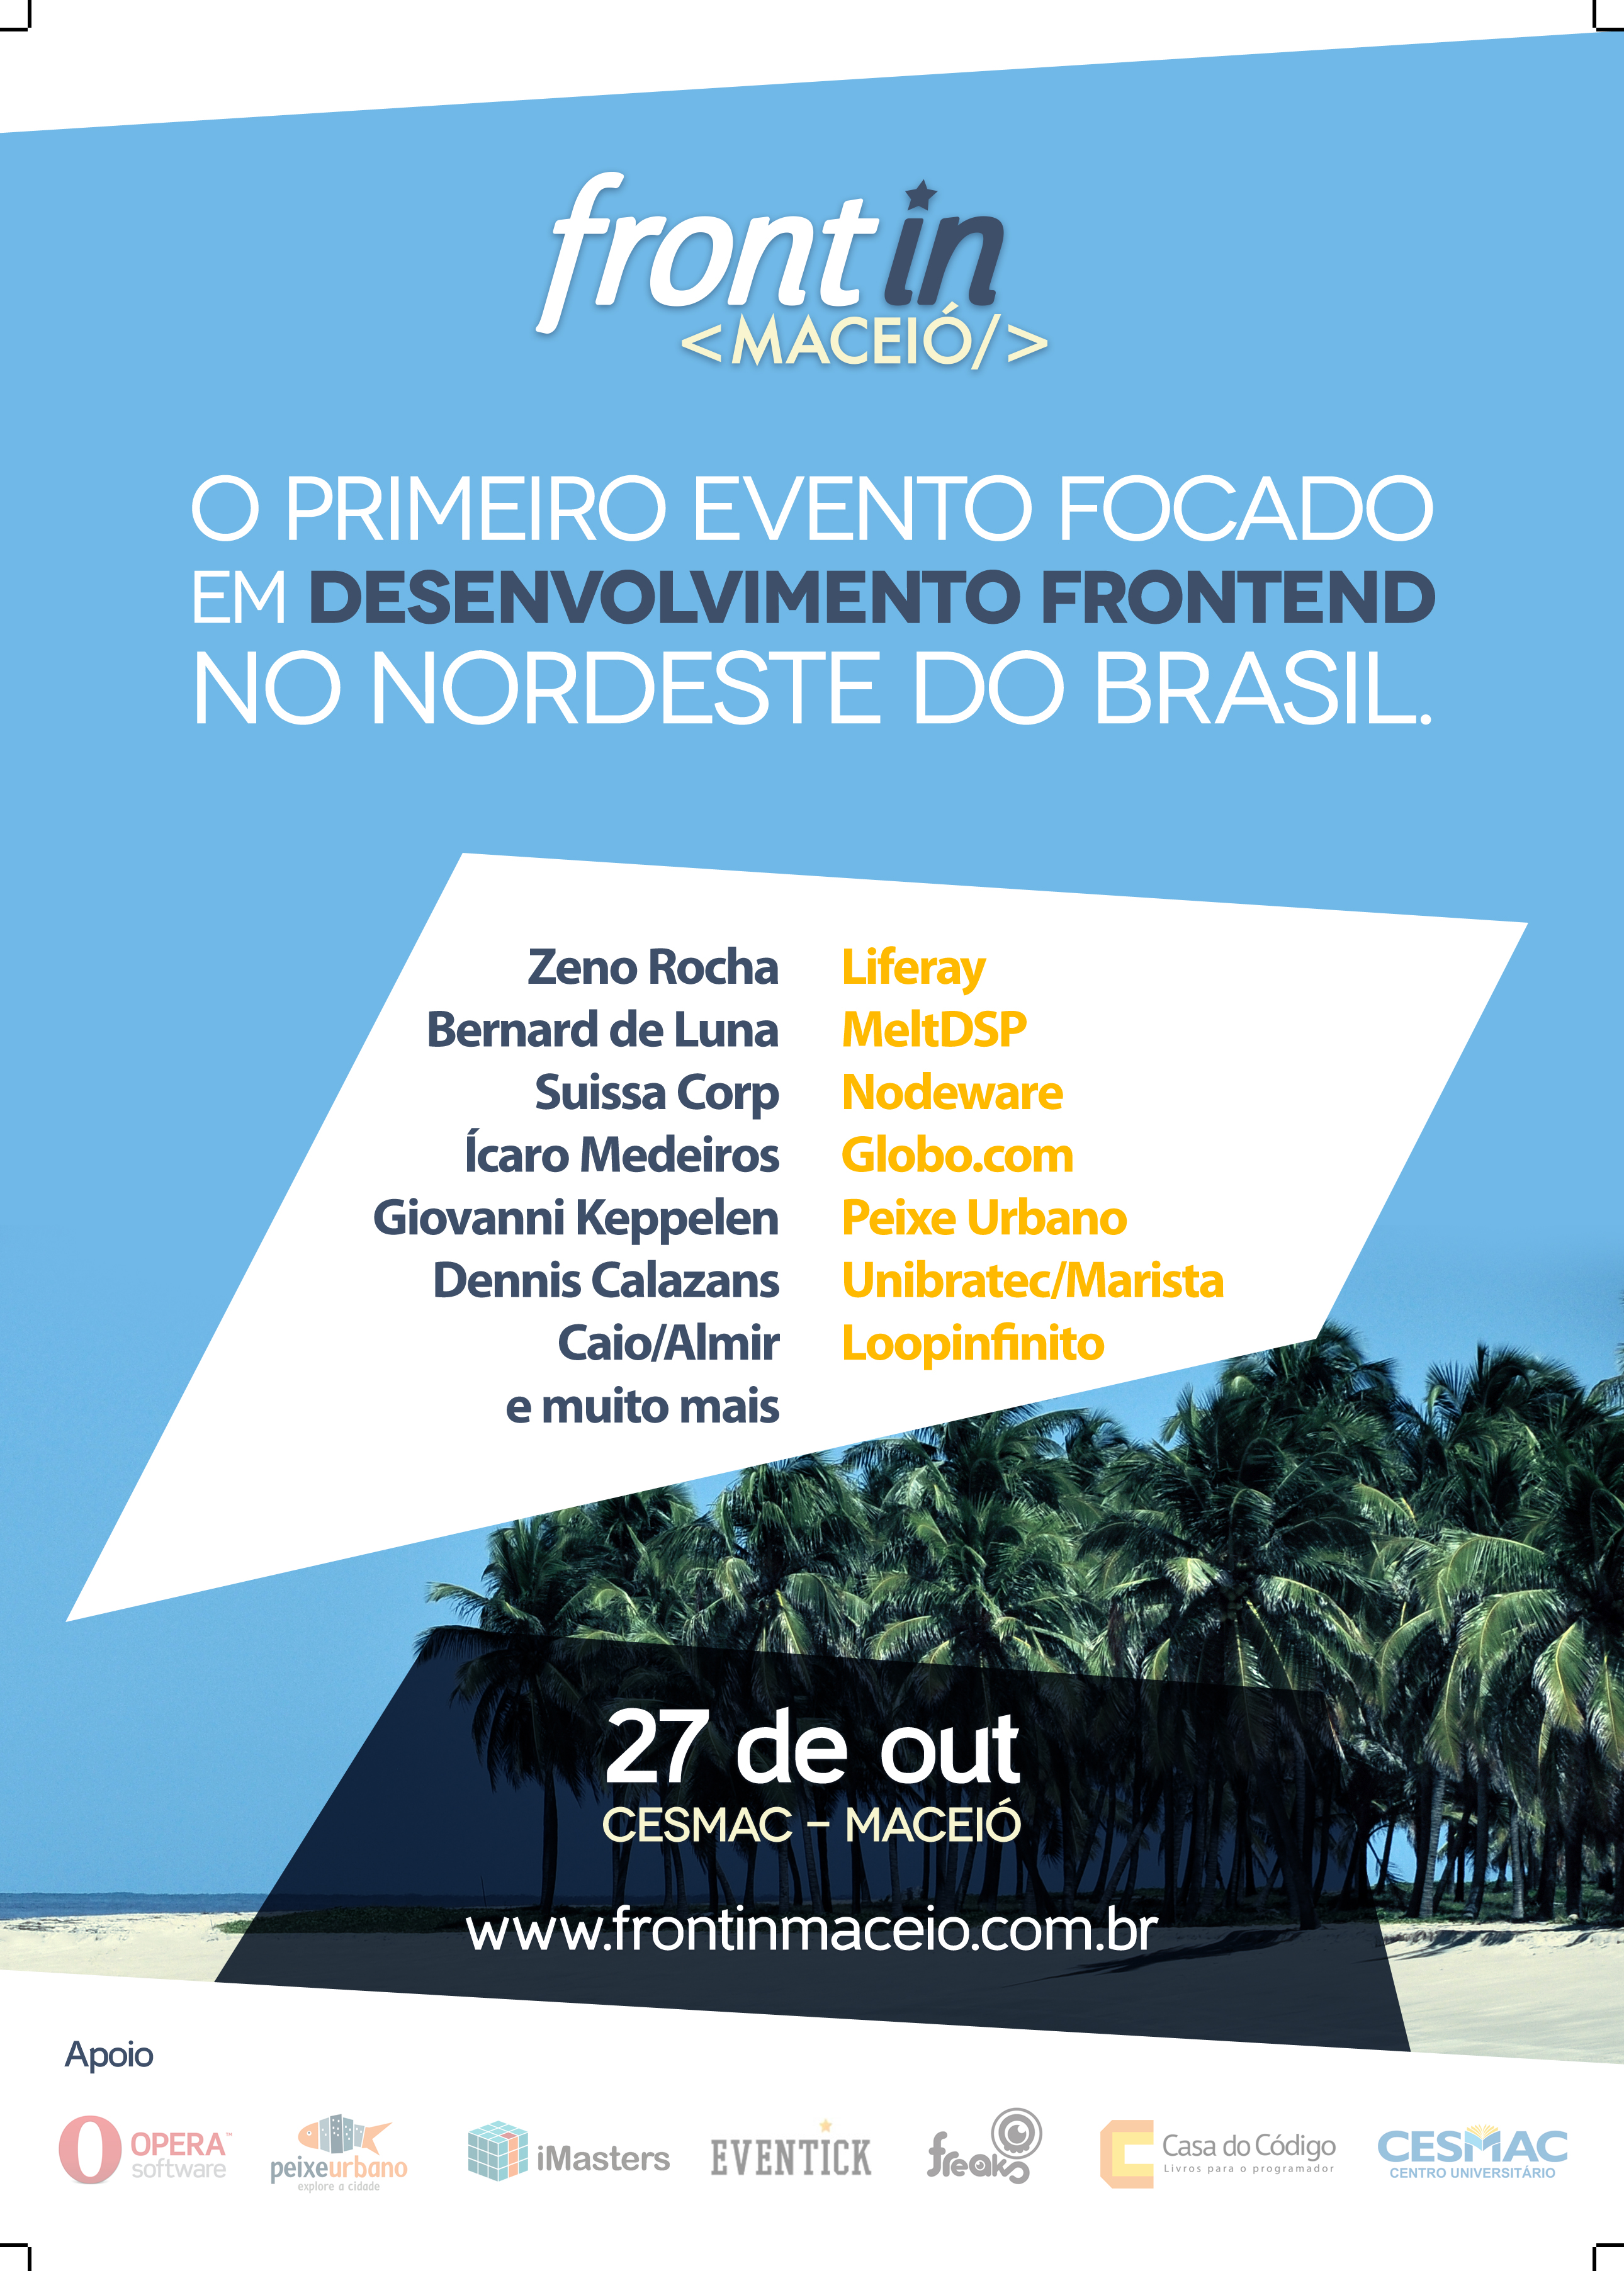 front in
<MACEIÓ/>
O PRIMEIRO EVENTO FOCADO
EM DESENVOLVIMENTO FRONTEND
NO NORDESTE DO BRASIL.
Zeno Rocha Liferay
Bernard de Luna MeltDSP
Suissa Corp Nodeware
Ícaro Medeiros Globo.com
Giovanni Keppelen Peixe Urbano
Dennis Calazans Unibratec/Marista
Caio/Almir Loopinfinito
e muito mais
27 de out
CESMAC – MACEIÓ
www.frontinmaceio.com.br
Apoio
OPERA™
software
peixeurbano
explore a cidade
iMasters
EVENTICK
freaks
Casa do Código
Livros para o programador
CESMAC
CENTRO UNIVERSITÁRIO